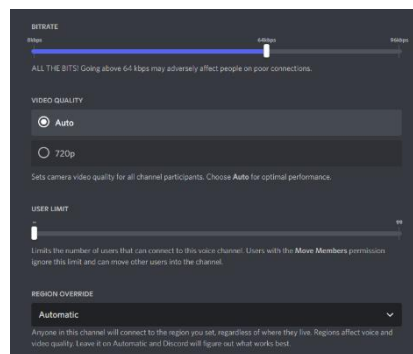 BITRATE
8kbps 64kbps 96kbps
ALL THE BITS! Going above 64 kbps may adversely affect people on poor connections.
VIDEO QUALITY
Auto
720p
Sets camera video quality for all channel participants. Choose Auto for optimal performance.
USER LIMIT
∞ 99
Limits the number of users that can connect to this voice channel. Users with the Move Members permission
ignore this limit and can move other users into the channel.
REGION OVERRIDE
Automatic
Anyone in this channel will connect to the region you set, regardless of where they live. Regions affect voice and
video quality. Leave it on Automatic and Discord will figure out what works best.